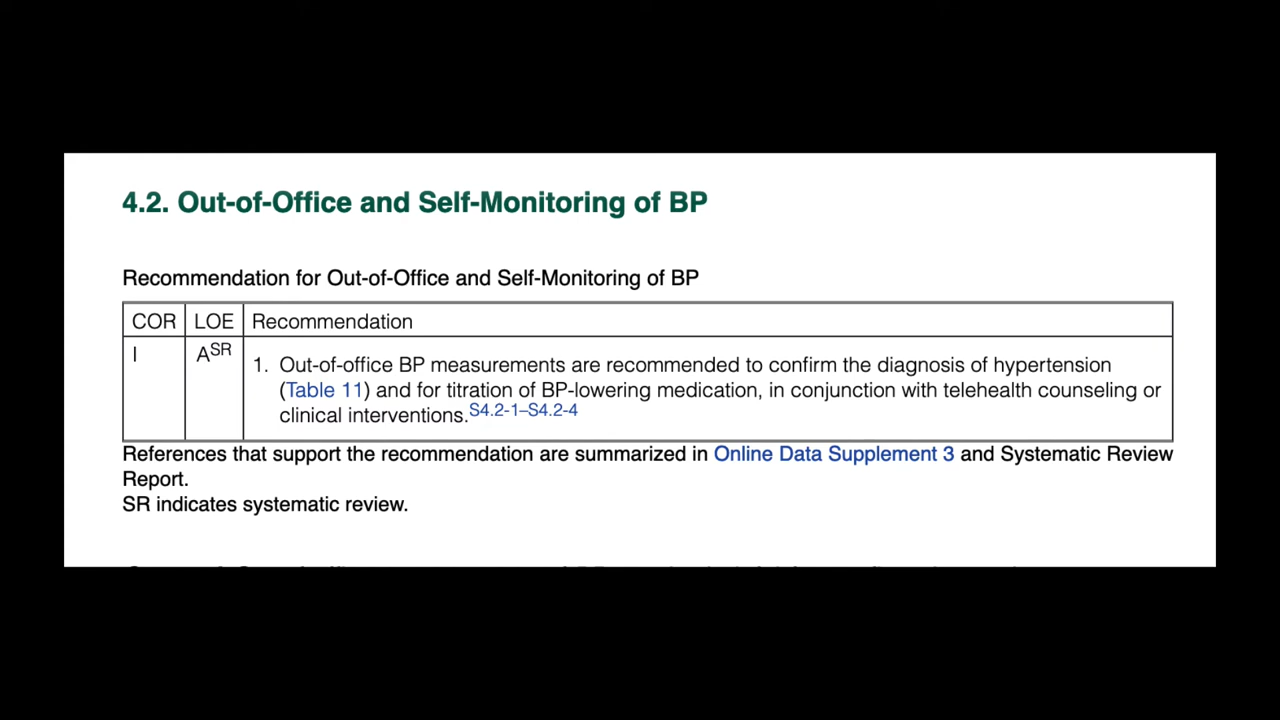 4.2. Out-of-Office and Self-Monitoring of BP
Recommendation for Out-of-Office and Self-Monitoring of BP
COR LOE Recommendation
I A^SR 1. Out-of-office BP measurements are recommended to confirm the diagnosis of hypertension
(Table 11) and for titration of BP-lowering medication, in conjunction with telehealth counseling or
clinical interventions.S4.2-1–S4.2-4
References that support the recommendation are summarized in Online Data Supplement 3 and Systematic Review
Report.
SR indicates systematic review.